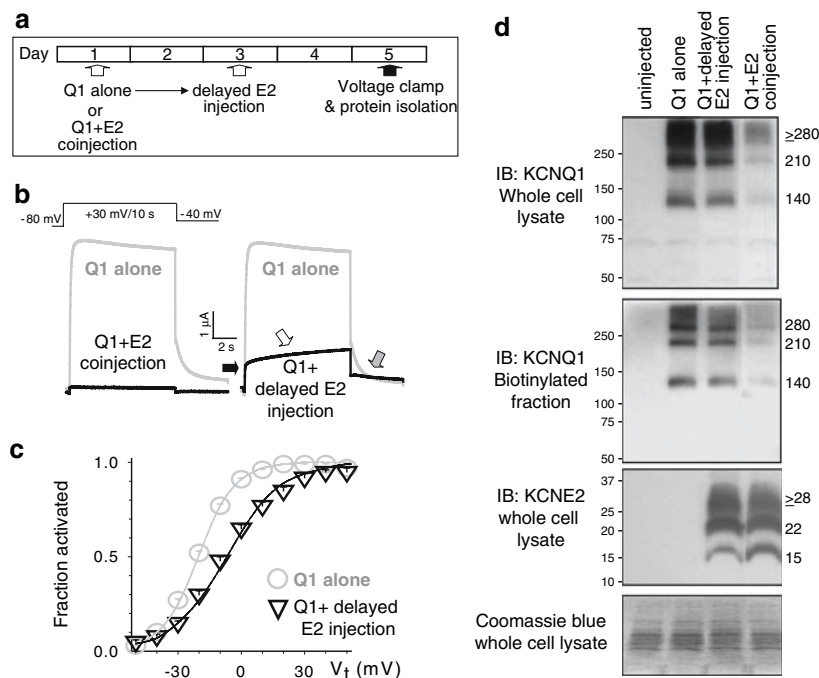 a
Day 1 2 3 4 5
Q1 alone
or
Q1+E2
coinjection
delayed E2
injection
Voltage clamp
& protein isolation
b
-80 mV
+30 mV/10 s
-40 mV
Q1 alone
Q1+E2
coinjection
1 µA
2 s
Q1 alone
Q1+
delayed E2
injection
c
Fraction activated
1.0
0.5
0.0
-30 0 30 Vt (mV)
Q1 alone
Q1+ delayed
E2 injection
d
uninjected
Q1 alone
Q1+delayed
E2 injection
Q1+E2
coinjection
IB: KCNQ1
Whole cell
lysate
250
150
100
75
50
≥280
210
140
IB: KCNQ1
Biotinylated
fraction
250
150
100
75
50
280
210
140
IB: KCNE2
whole cell
lysate
37
25
20
15
10
≥28
22
15
Coomassie blue
whole cell lysate